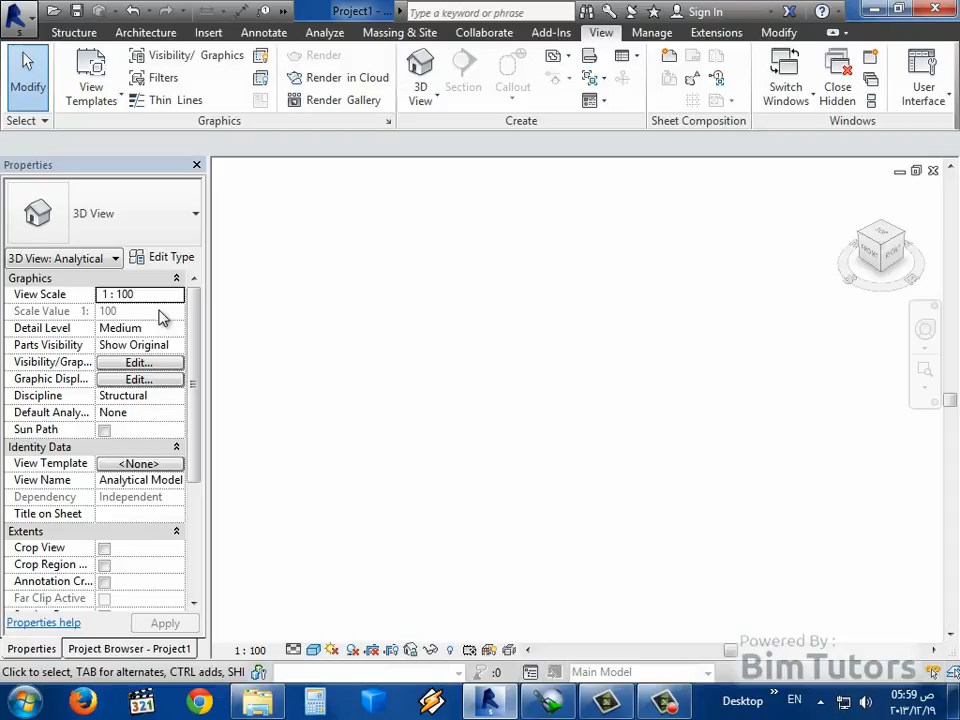 Project1 - ...
Type a keyword or phrase
Sign In
Structure Architecture Insert Annotate Analyze Massing & Site Collaborate Add-Ins View Manage Extensions Modify
Modify
View
Templates
Visibility/ Graphics
Filters
Thin Lines
Render
Render in Cloud
Render Gallery
3D
View
Section
Callout
Switch
Windows
Close
Hidden
User
Interface
Select
Graphics
Create
Sheet Composition
Windows
Properties
3D View
3D View: Analytical
Edit Type
Graphics
View Scale 1 : 100
Scale Value 1: 100
Detail Level Medium
Parts Visibility Show Original
Visibility/Grap... Edit...
Graphic Displ... Edit...
Discipline Structural
Default Analy... None
Sun Path
Identity Data
View Template <None>
View Name Analytical Model
Dependency Independent
Title on Sheet
Extents
Crop View
Crop Region ...
Annotation Cr...
Far Clip Active
Properties help
Apply
Properties
Project Browser - Project1
1 : 100
Click to select, TAB for alternates, CTRL adds, SHI
:0
Main Model
Powered By :
BimTutors
TOP
FRONT
RIGHT
321
Desktop
»
EN
05:59 ص
٢٠١٣/١٢/١٩